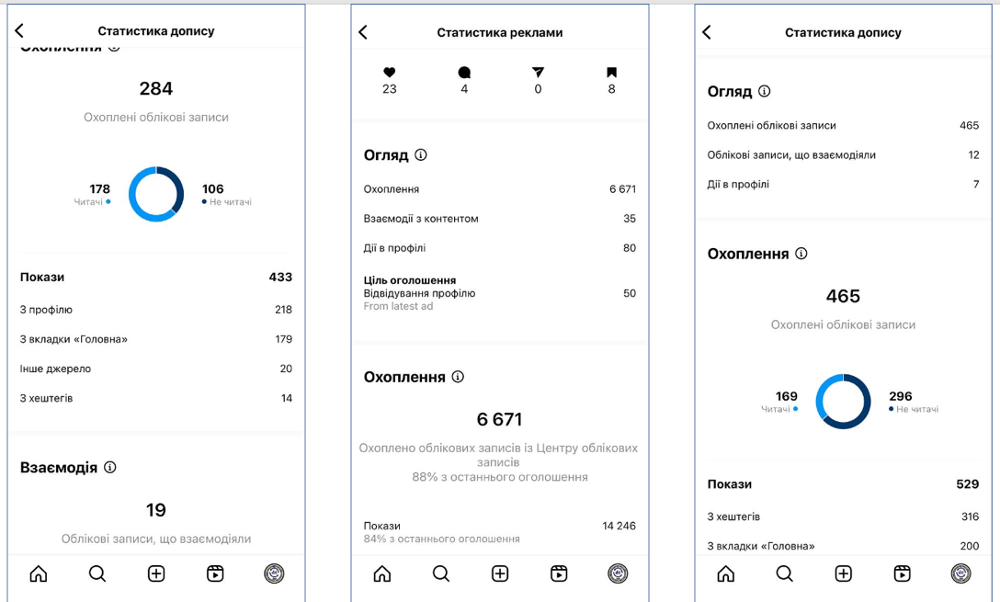 Статистика допису
Охоплення
284
Охоплені облікові записи
178
Читачі
106
Не читачі
Покази 433
З профілю 218
З вкладки «Головна» 179
Інше джерело 20
З хештегів 14
Взаємодія
19
Облікові записи, що взаємодіяли
Статистика реклами
23 4 0 8
Огляд
Охоплення 6 671
Взаємодії з контентом 35
Дії в профілі 80
Ціль оголошення
Відвідування профілю 50
From latest ad
Охоплення
6 671
Охоплено облікових записів із Центру облікових
записів
88% з останнього оголошення
Покази 14 246
84% з останнього оголошення
Статистика допису
Огляд
Охоплені облікові записи 465
Облікові записи, що взаємодіяли 12
Дії в профілі 7
Охоплення
465
Охоплені облікові записи
169
Читачі
296
Не читачі
Покази 529
З хештегів 316
З вкладки «Головна» 200